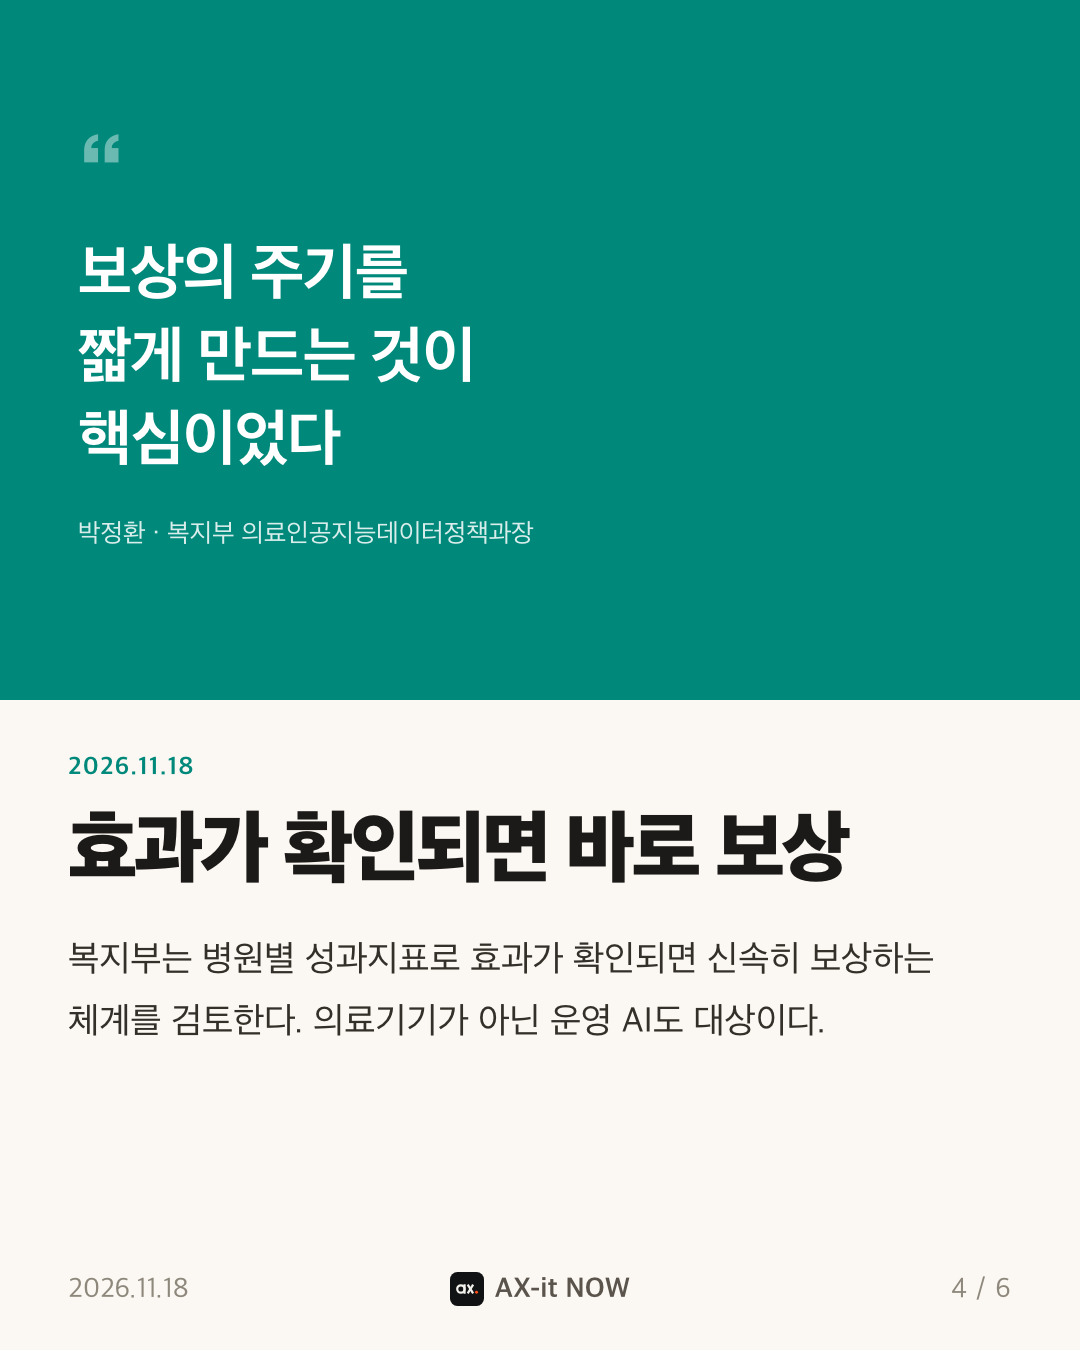 “
보상의 주기를
짧게 만드는 것이
핵심이었다
박정환 · 복지부 의료인공지능데이터정책과장
2026.11.18
효과가 확인되면 바로 보상
복지부는 병원별 성과지표로 효과가 확인되면 신속히 보상하는
체계를 검토한다. 의료기기가 아닌 운영 AI도 대상이다.
2026.11.18
ax. AX-it NOW
4 / 6